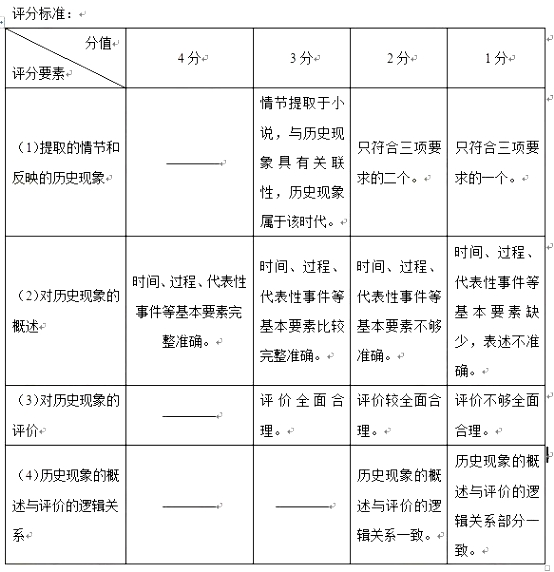 评分标准：
分值
评分要素
4分
3分
2分
1分
（1）提取的情节和
反映的历史现象
情节提取于小
说，与历史现
象具有关联
性，历史现象
属于该时代。
只符合三项要
求的二个。
只符合三项要
求的一个。
（2）对历史现象的
概述
时间、过程、代表性
事件等基本要素完
整准确。
时间、过程、
代表性事件等
基本要素比较
完整准确。
时间、过程、
代表性事件等
基本要素不够
准确。
时间、过程、
代表性事件等
基本要素缺
少，表述不准
确。
（3）对历史现象的
评价
评价全面合
理。
评价较全面合
理。
评价不够全面
合理。
（4）历史现象的概
述与评价的逻辑关
系
历史现象的概
述与评价的逻
辑关系一致。
历史现象的概
述与评价的逻
辑关系部分一
致。